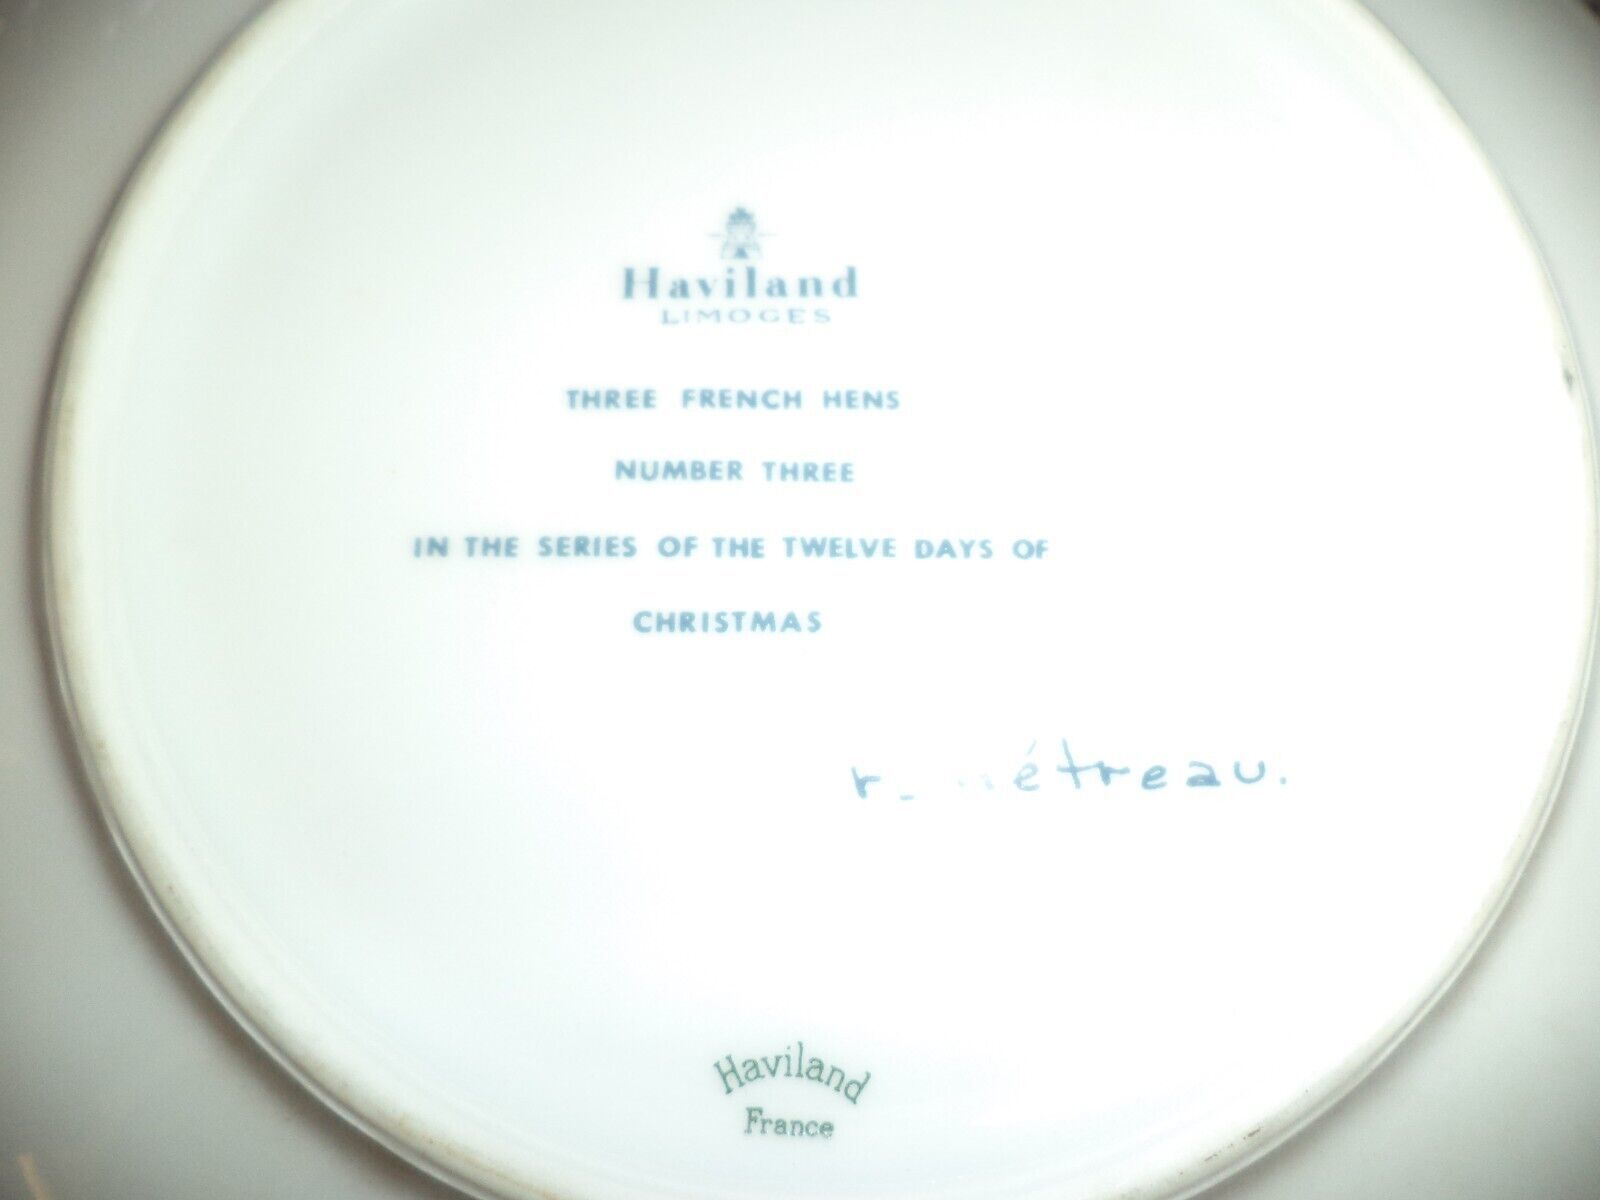 Haviland
LIMOGES
THREE FRENCH HENS
NUMBER THREE
IN THE SERIES OF THE TWELVE DAYS OF
CHRISTMAS
Haviland
France